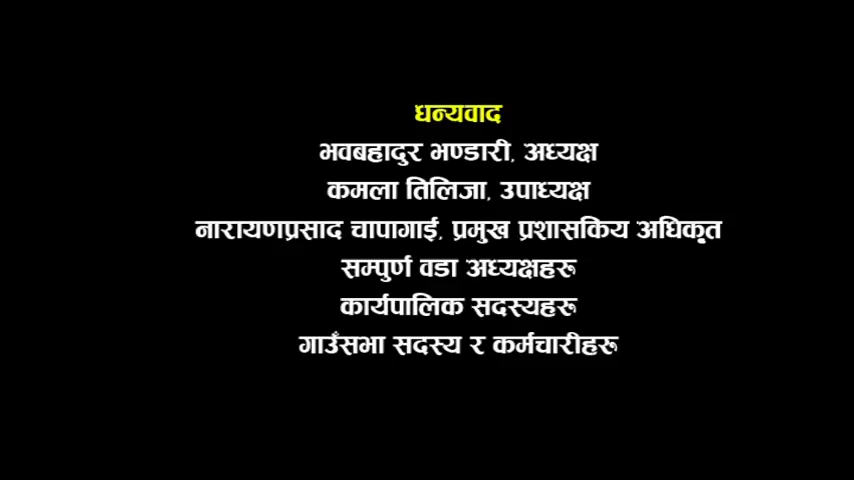 धन्यवाद
भवबहादुर भण्डारी, अध्यक्ष
कमला तिलिजा, उपाध्यक्ष
नारायणप्रसाद चापागाई, प्रमुख प्रशासकिय अधिकृत
सम्पुर्ण वडा अध्यक्षहरू
कार्यपालिक सदस्यहरू
गाउँसभा सदस्य र कर्मचारीहरू